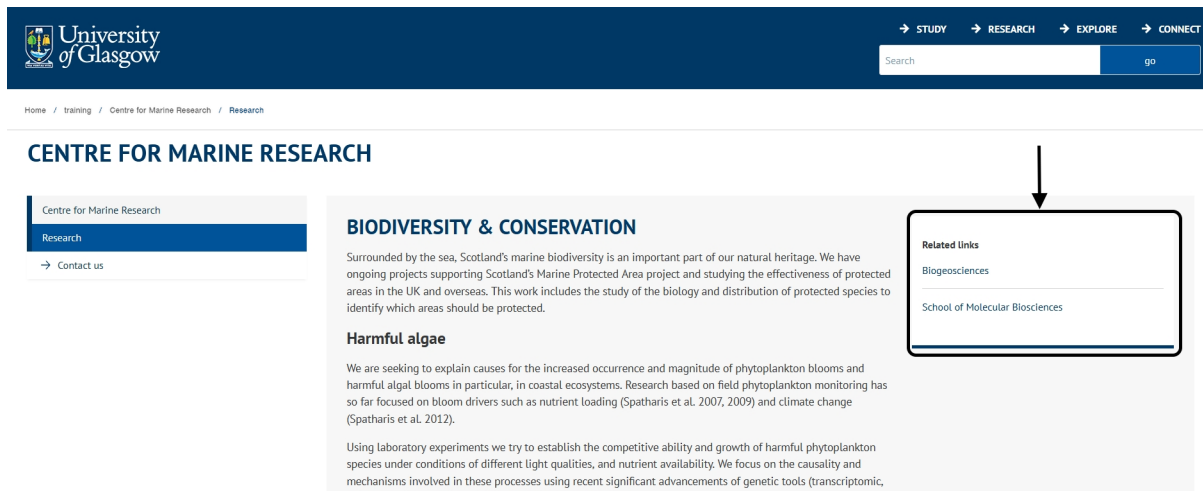 University
of Glasgow
→ STUDY → RESEARCH → EXPLORE → CONNECT
Search go
Home / training / Centre for Marine Research / Research
CENTRE FOR MARINE RESEARCH
Centre for Marine Research
Research
→ Contact us
BIODIVERSITY & CONSERVATION
Surrounded by the sea, Scotland's marine biodiversity is an important part of our natural heritage. We have
ongoing projects supporting Scotland's Marine Protected Area project and studying the effectiveness of protected
areas in the UK and overseas. This work includes the study of the biology and distribution of protected species to
identify which areas should be protected.
Harmful algae
We are seeking to explain causes for the increased occurrence and magnitude of phytoplankton blooms and
harmful algal blooms in particular, in coastal ecosystems. Research based on field phytoplankton monitoring has
so far focused on bloom drivers such as nutrient loading (Spatharis et al. 2007, 2009) and climate change
(Spatharis et al. 2012).
Using laboratory experiments we try to establish the competitive ability and growth of harmful phytoplankton
species under conditions of different light qualities, and nutrient availability. We focus on the causality and
mechanisms involved in these processes using recent significant advancements of genetic tools (transcriptomic,
Related links
Biogeosciences
School of Molecular Biosciences